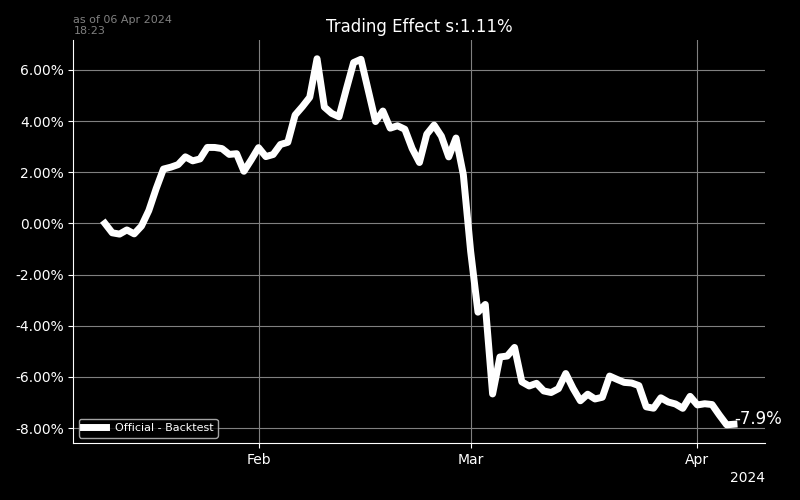 as of 06 Apr 2024
18:23
Trading Effect s:1.11%
6.00%
4.00%
2.00%
0.00%
-2.00%
-4.00%
-6.00%
-8.00%
-7.9%
Official - Backtest
Feb
Mar
Apr
2024